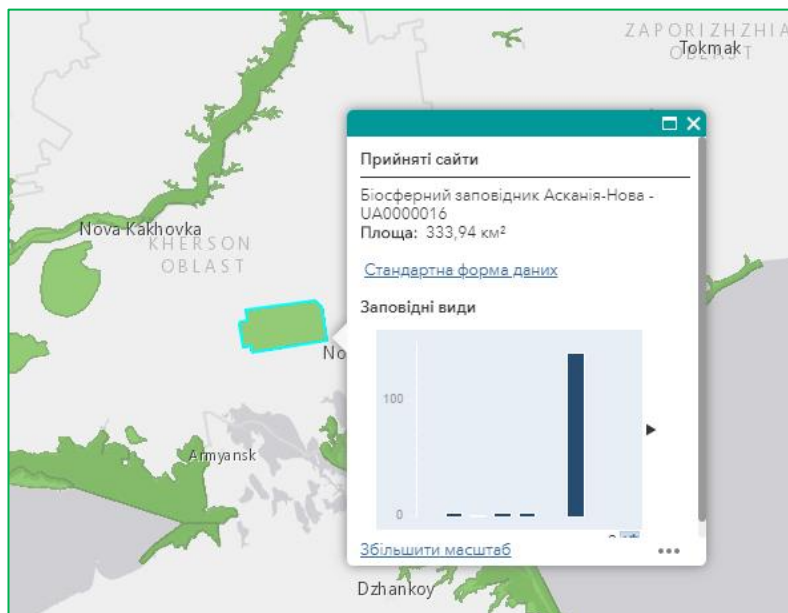 ZAPORIZHZHIA
OBLAST
Tokmak
Nova Kakhovka
KHERSON
OBLAST
No
Armyansk
Dzhankoy
Прийняті сайти
Біосферний заповідник Асканія-Нова -
UA0000016
Площа: 333,94 км²
Стандартна форма даних
Заповідні види
100
0
Збільшити масштаб